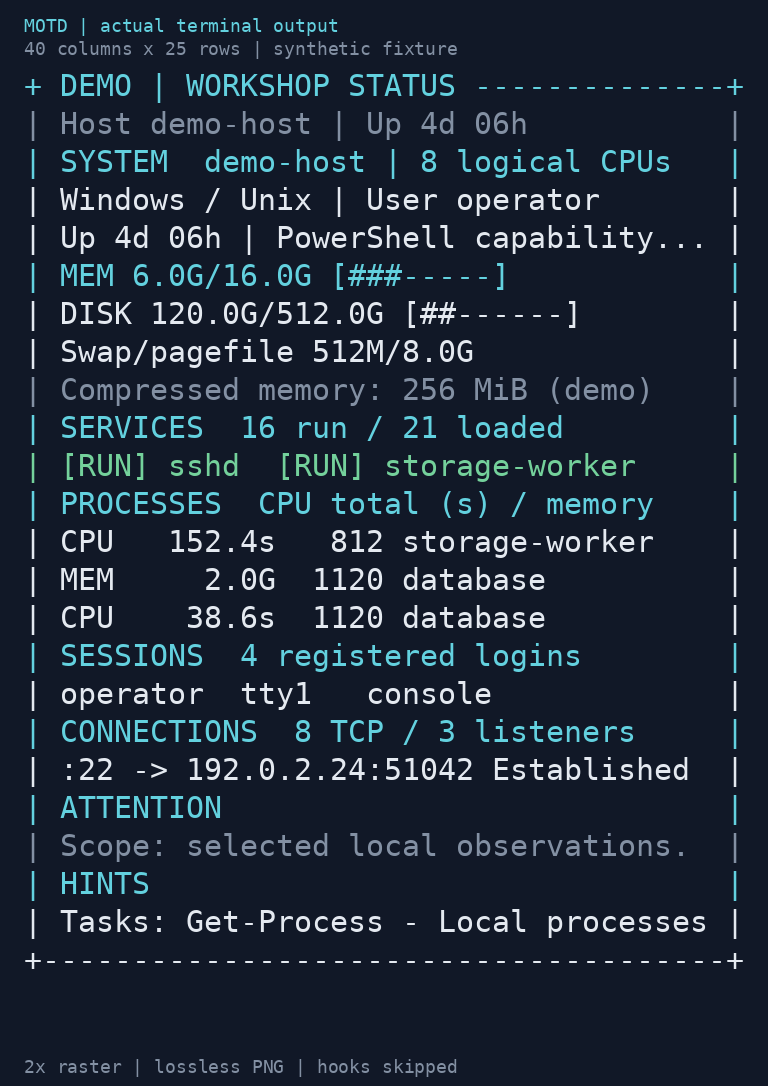 MOTD | actual terminal output
40 columns x 25 rows | synthetic fixture
+ DEMO | WORKSHOP STATUS --------------+
| Host demo-host | Up 4d 06h           |
| SYSTEM  demo-host | 8 logical CPUs   |
| Windows / Unix | User operator       |
| Up 4d 06h | PowerShell capability... |
| MEM 6.0G/16.0G [###-----]            |
| DISK 120.0G/512.0G [##------]        |
| Swap/pagefile 512M/8.0G              |
| Compressed memory: 256 MiB (demo)    |
| SERVICES  16 run / 21 loaded         |
| [RUN] sshd  [RUN] storage-worker     |
| PROCESSES  CPU total (s) / memory    |
| CPU   152.4s   812 storage-worker    |
| MEM     2.0G  1120 database          |
| CPU    38.6s  1120 database          |
| SESSIONS  4 registered logins        |
| operator  tty1   console             |
| CONNECTIONS  8 TCP / 3 listeners     |
| :22 -> 192.0.2.24:51042 Established  |
| ATTENTION                            |
| Scope: selected local observations.  |
| HINTS                                |
| Tasks: Get-Process - Local processes |
+--------------------------------------+
2x raster | lossless PNG | hooks skipped